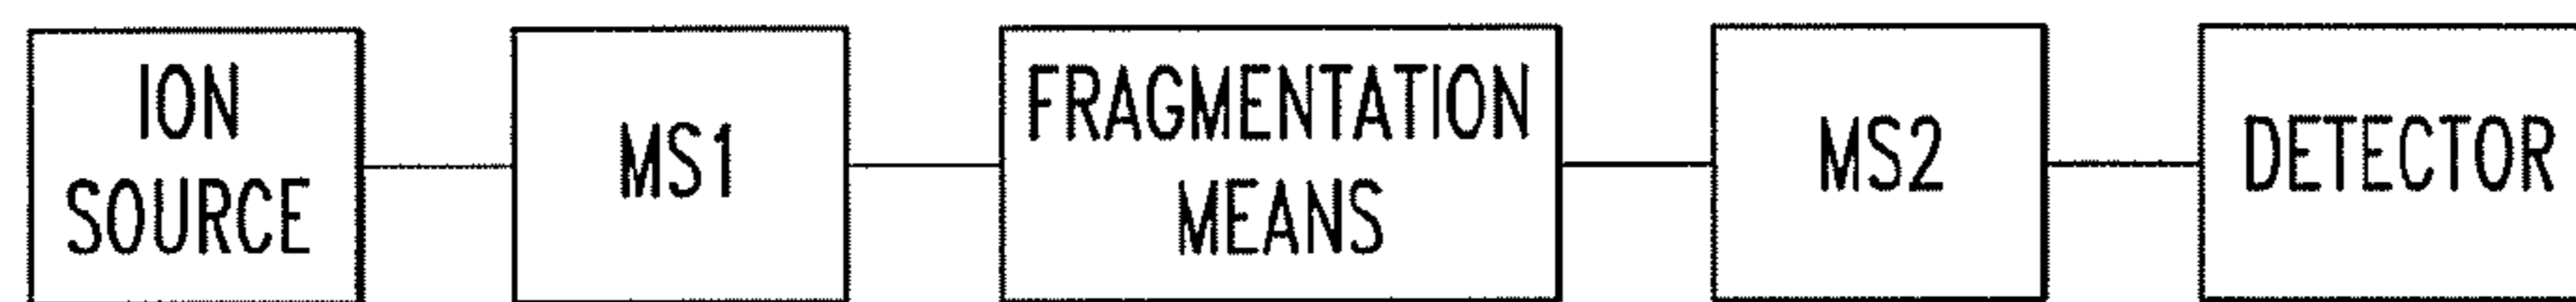 ION
SOURCE
MS1
FRAGMENTATION
MEANS
MS2
DETECTOR